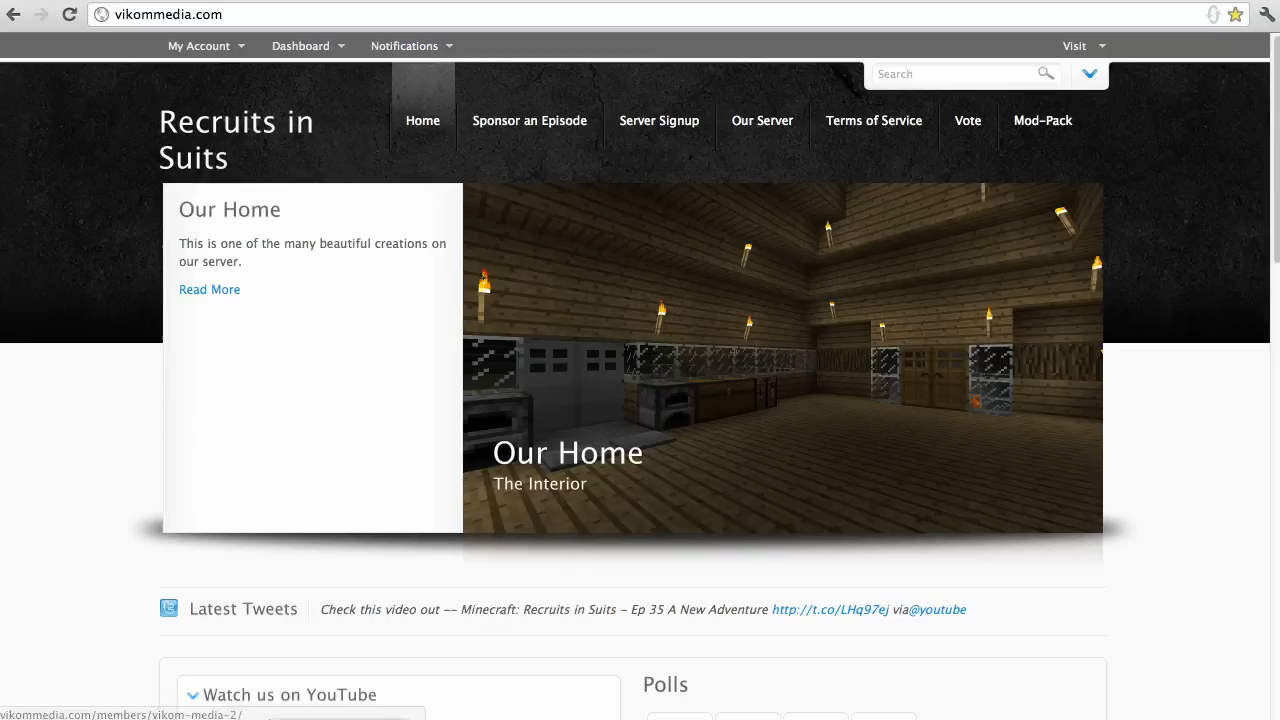 vikommedia.com
My Account Dashboard Notifications Visit
Search
Recruits in
Suits
Home Sponsor an Episode Server Signup Our Server Terms of Service Vote Mod-Pack
Our Home
This is one of the many beautiful creations on
our server.
Read More
Our Home
The Interior
Latest Tweets Check this video out -- Minecraft: Recruits in Suits - Ep 35 A New Adventure http://t.co/LHq97ej via@youtube
Watch us on YouTube
Polls
vikommedia.com/members/vikom-media-2/